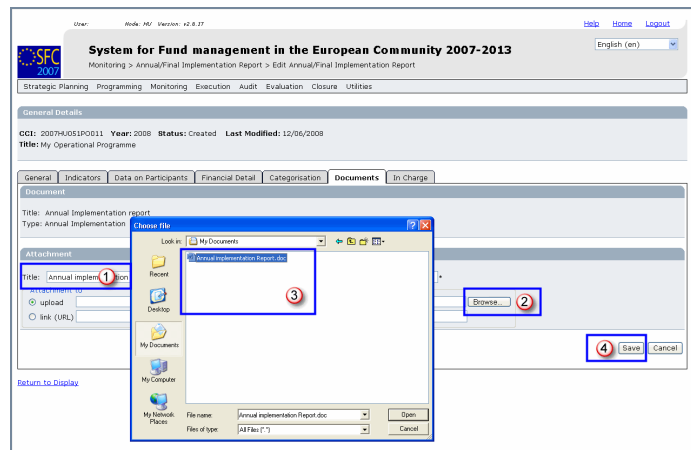 User: Node: MU Version: v2.8.17
Help Home Logout
SFC
2007
System for Fund management in the European Community 2007-2013
English (en)
Monitoring > Annual/Final Implementation Report > Edit Annual/Final Implementation Report
Strategic Planning Programming Monitoring Execution Audit Evaluation Closure Utilities
General Details
CCI: 2007HU051PO011 Year: 2008 Status: Created Last Modified: 12/06/2008
Title: My Operational Programme
General Indicators Data on Participants Financial Detail Categorisation Documents In Charge
Document
Title: Annual Implementation report
Type: Annual Implementation
Choose file
Look in: My Documents
Attachment
Annual implementation Report.doc
Title: Annual implementation
1
*
Attachment to
upload
Browse...
2
link (URL)
3
4
Save Cancel
Return to Display
Recent
Desktop
My Documents
My Computer
My Network Places
File name: Annual implementation Report.doc Open
Files of type: All Files (*.*) Cancel